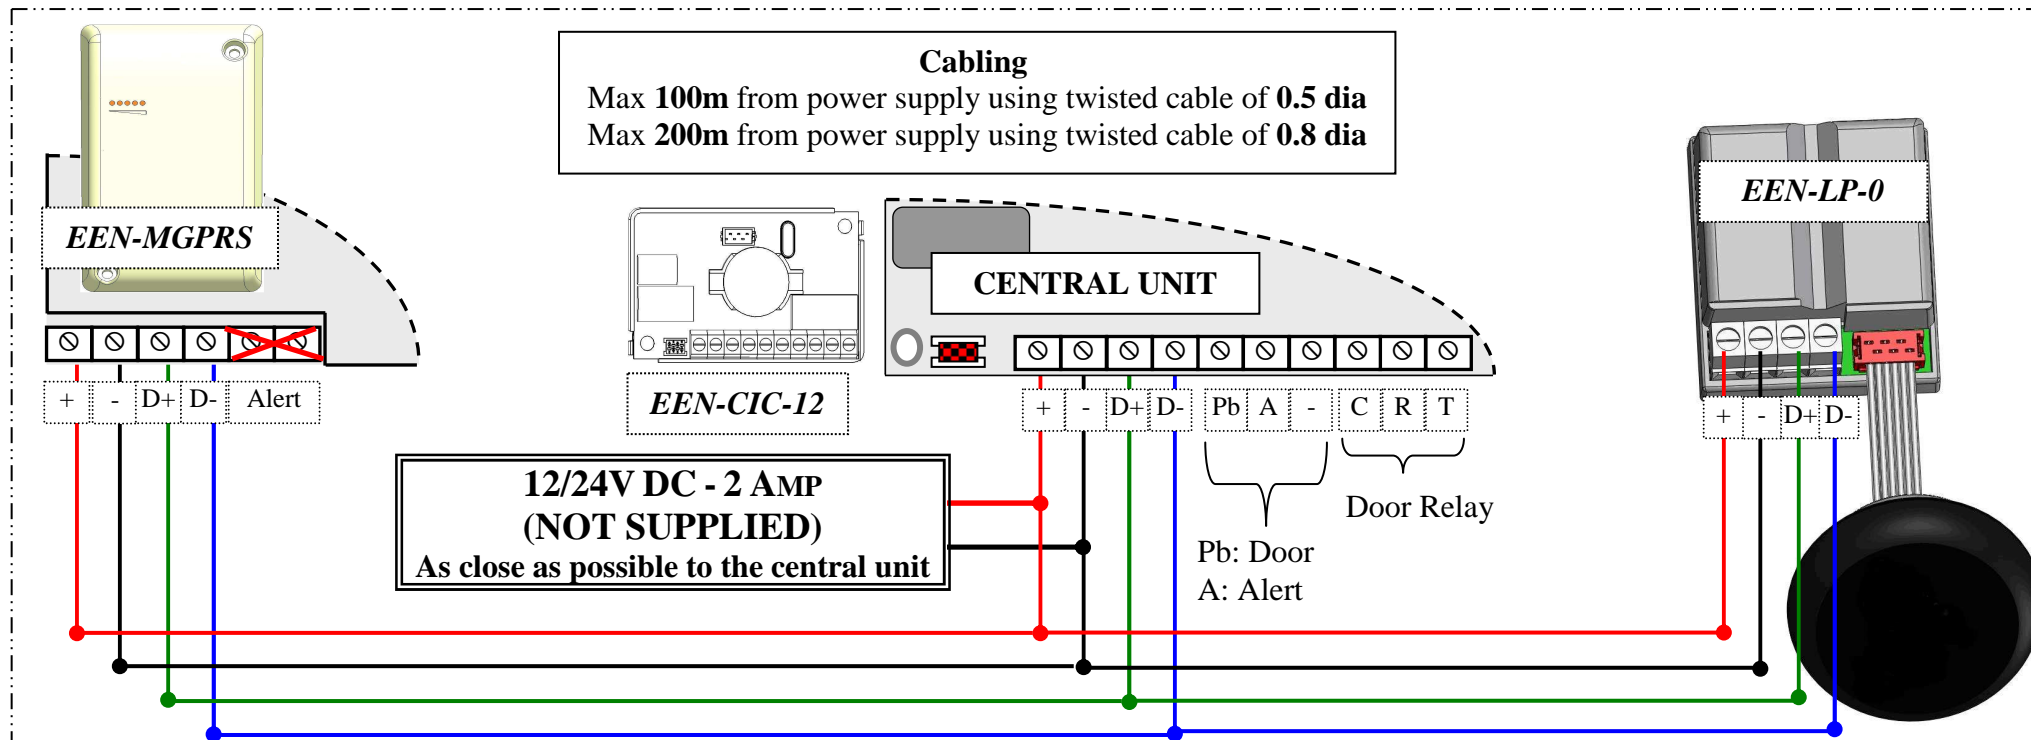 Cabling
Max 100m from power supply using twisted cable of 0.5 dia
Max 200m from power supply using twisted cable of 0.8 dia
EEN-MGPRS
EEN-LP-0
CENTRAL UNIT
EEN-CIC-12
+ - D+ D- Alert
+ - D+ D- Pb A - C R T
+ - D+ D-
12/24V DC - 2 AMP
(NOT SUPPLIED)
As close as possible to the central unit
Door Relay
Pb: Door
A: Alert